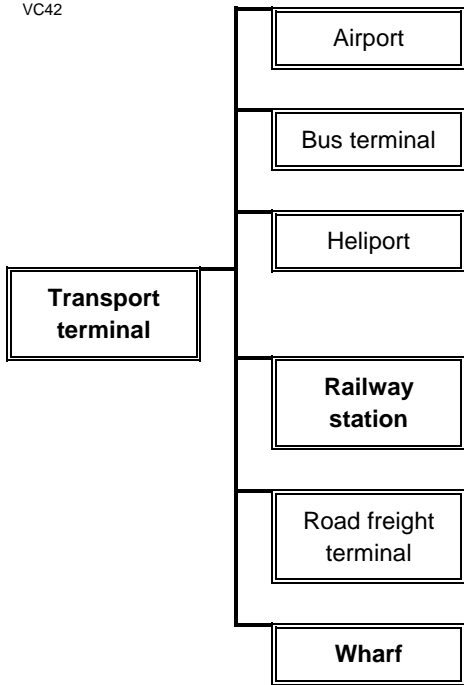 VC42
Airport
Bus terminal
Heliport
Transport
terminal
Railway
station
Road freight
terminal
Wharf